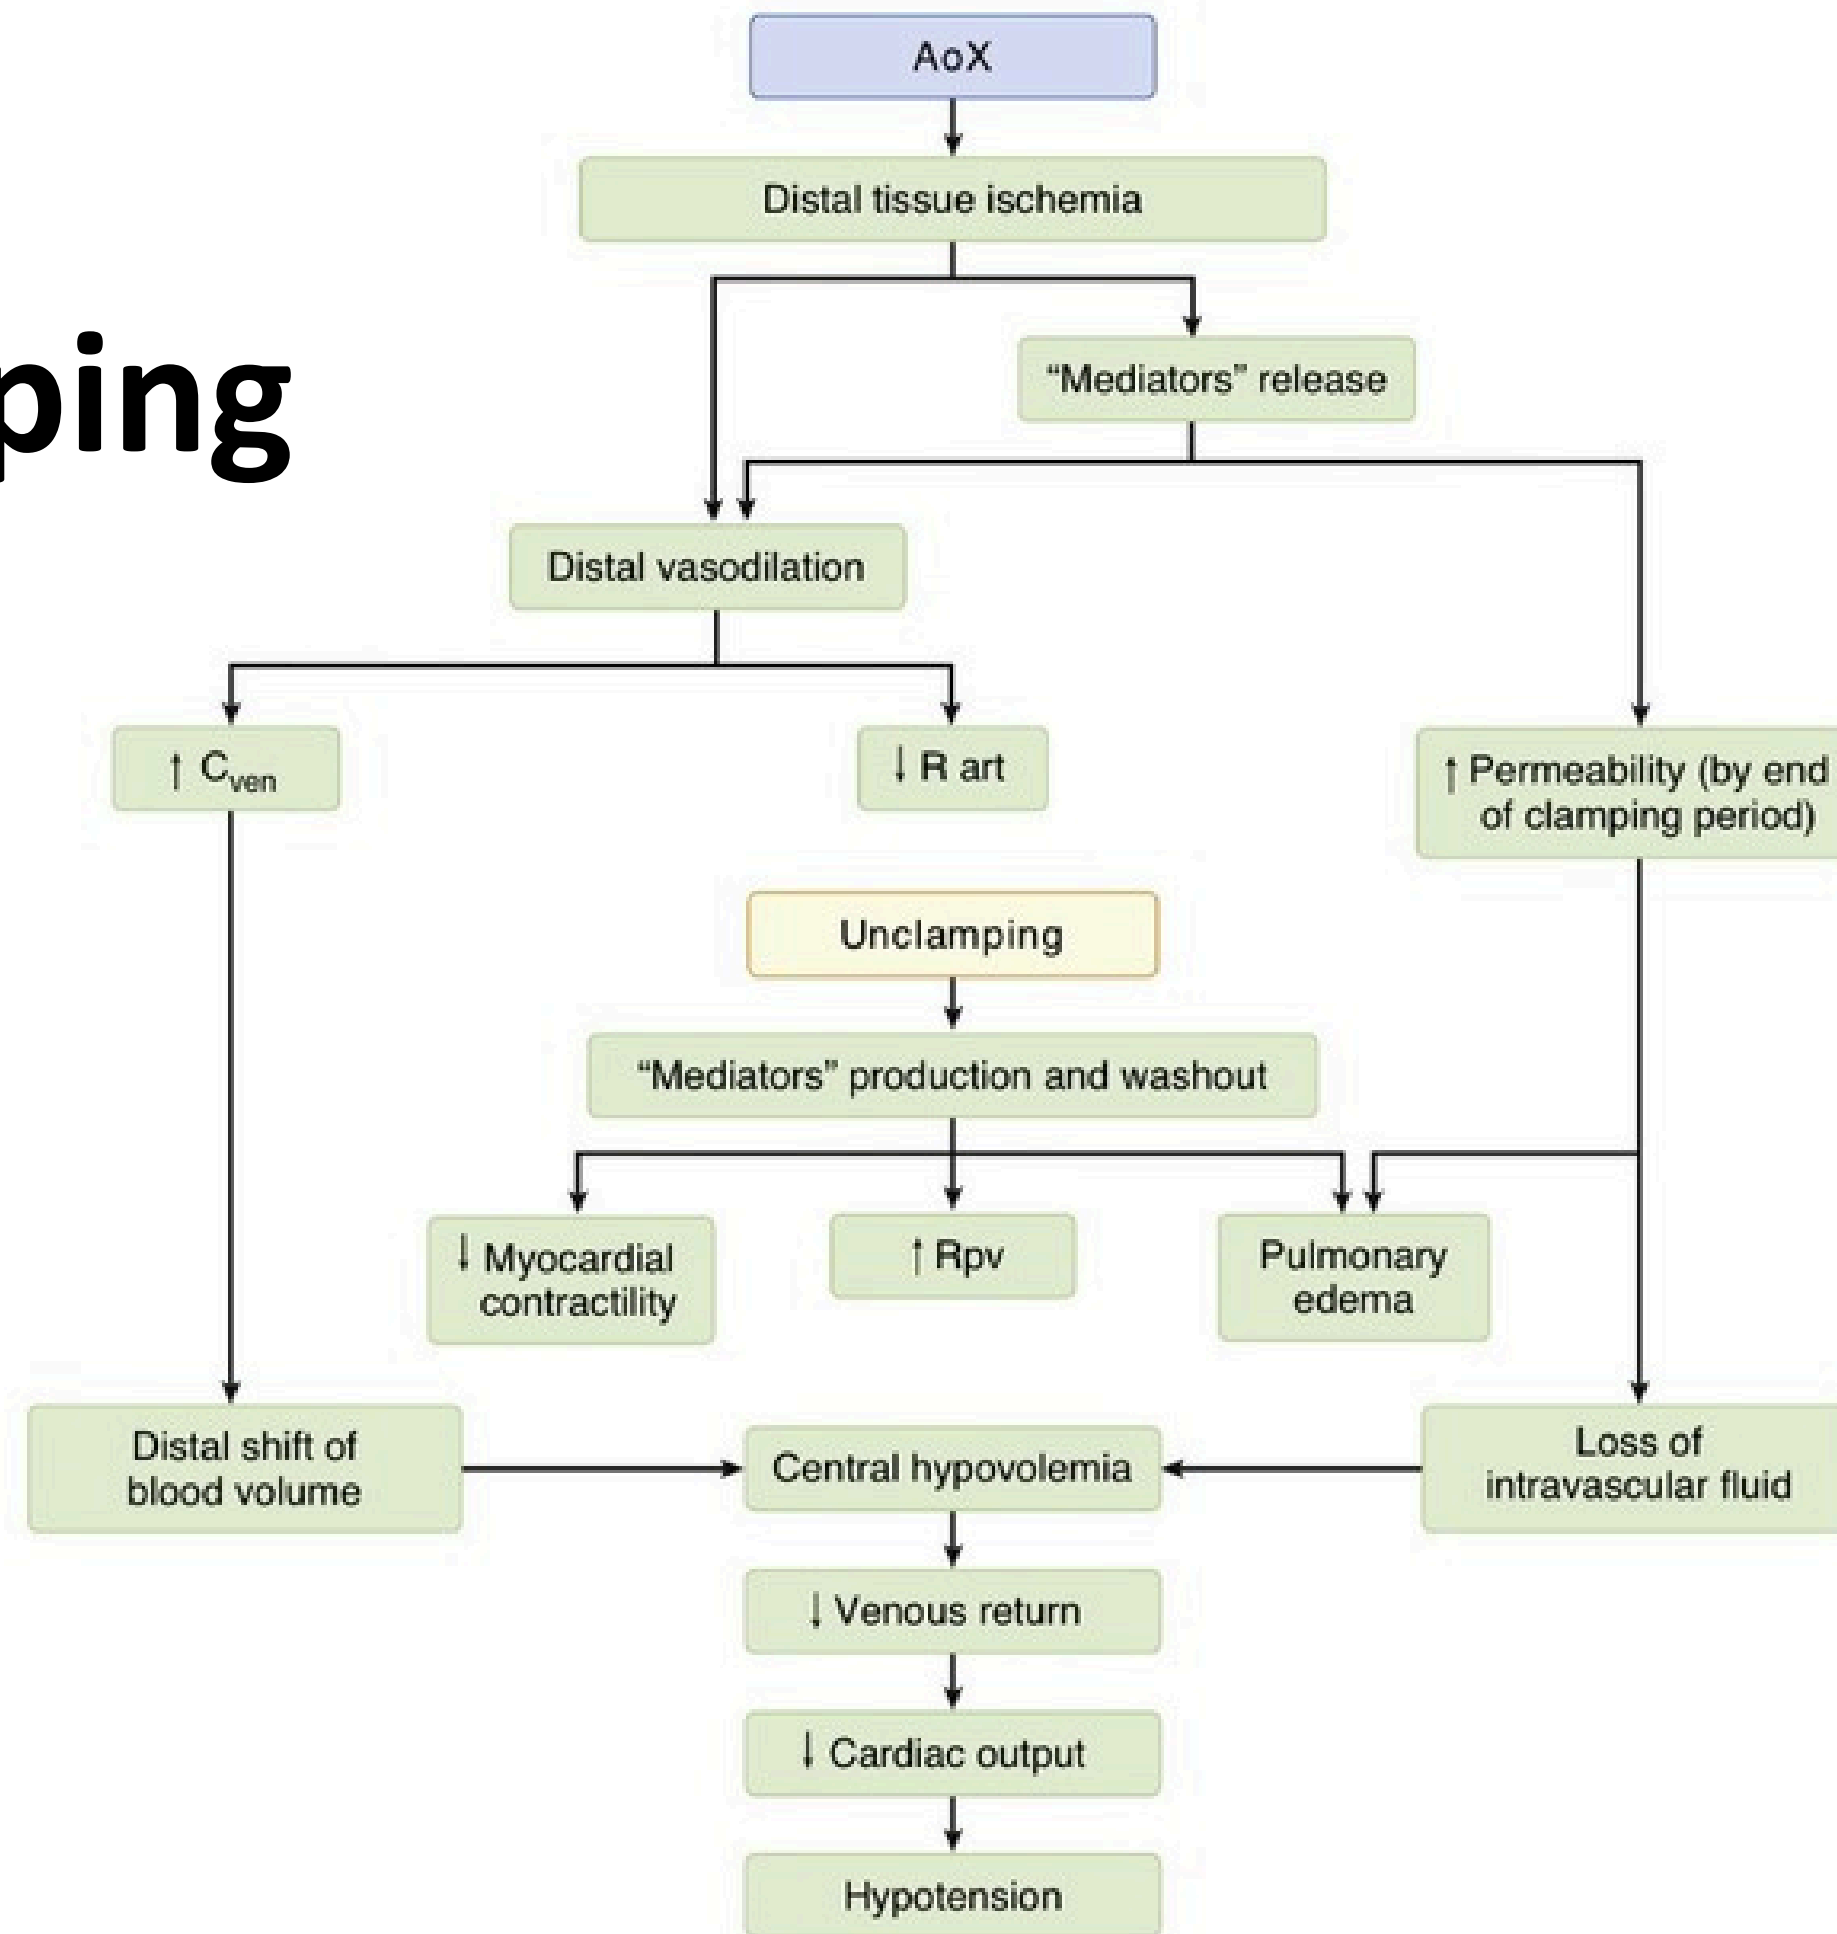 AoX
Distal tissue ischemia
ping
“Mediators” release
Distal vasodilation
↑ Cven
↓ R art
↑ Permeability (by end
of clamping period)
Unclamping
“Mediators” production and washout
↓ Myocardial
contractility
↑ Rpv
Pulmonary
edema
Distal shift of
blood volume
Central hypovolemia
Loss of
intravascular fluid
↓ Venous return
↓ Cardiac output
Hypotension